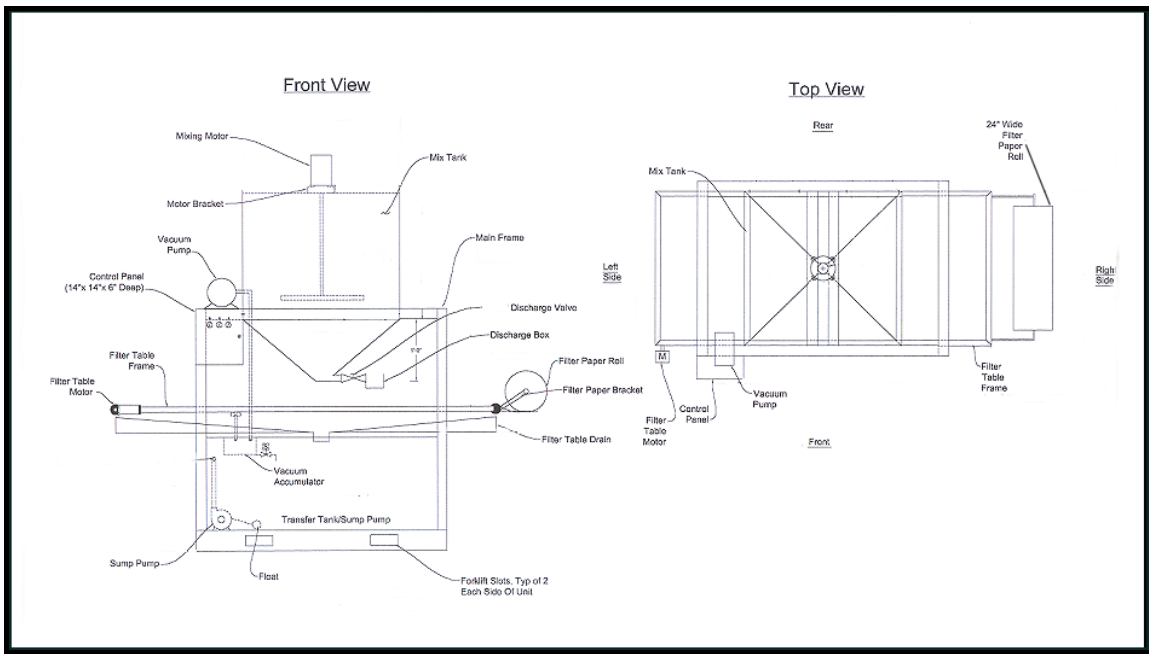 Front View
Mixing Motor
Mix Tank
Motor Bracket
Vacuum
Pump
Main Frame
Control Panel
(14"x 14"x 6" Deep)
Discharge Valve
Discharge Box
Filter Table
Frame
Filter Paper Roll
Filter Table
Motor
Filter Paper Bracket
Filter Table Drain
Vacuum
Accumulator
Transfer Tank/Sump Pump
Sump Pump
Float
Forklift Slots, Typ of 2
Each Side Of Unit
Top View
Rear
24" Wide
Filter
Paper
Roll
Mix Tank
Left
Side
Right
Side
M
Filter
Table
Motor
Control
Panel
Vacuum
Pump
Filter
Table
Frame
Front